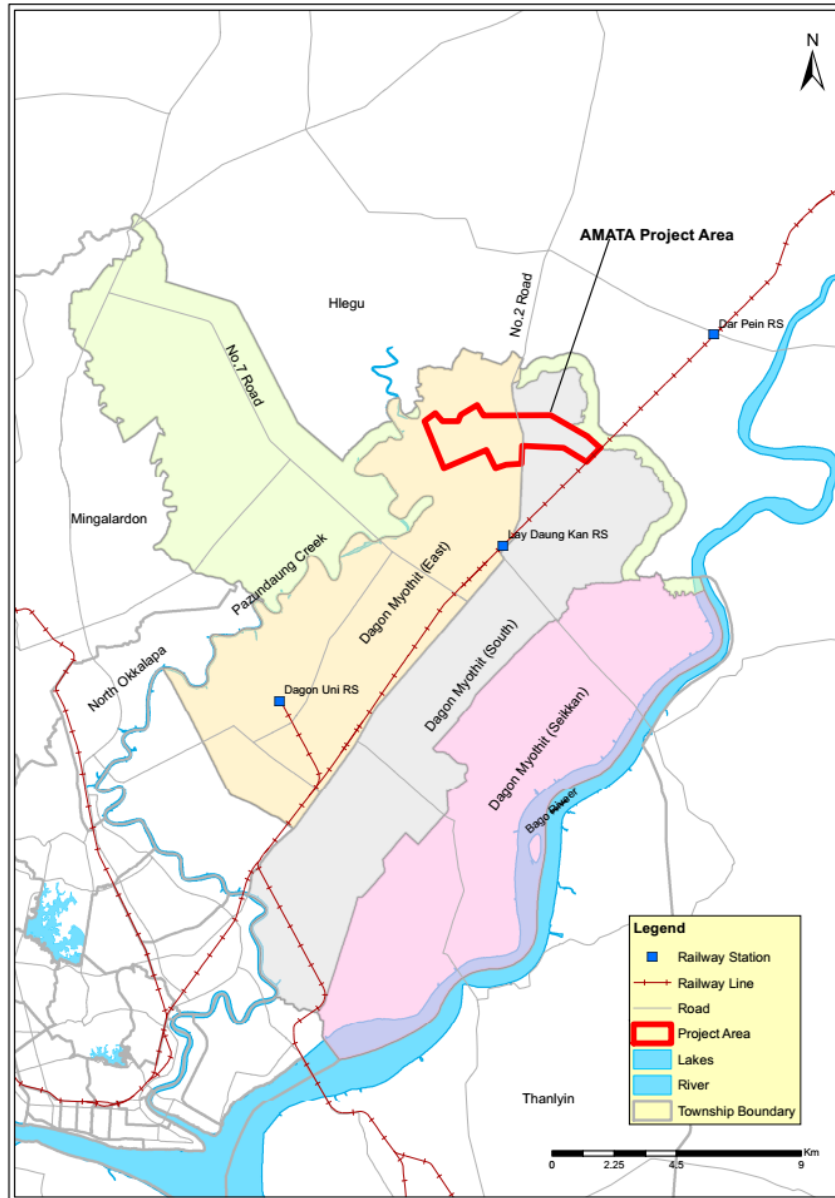 N
AMATA Project Area
No.2 Road
Hlegu
Dar Pein RS
No.7 Road
Mingalardon
Lay Daung Kan RS
Pazundaung Creek
Dagon Myothit (East)
North Okkalapa
Dagon Myothit (South)
Dagon Uni RS
Dagon Myothit (Seikkan)
Bago Riveer
Legend
Railway Station
Railway Line
Road
Project Area
Lakes
River
Township Boundary
Thanlyin
Km
0 2.25 4.5 9